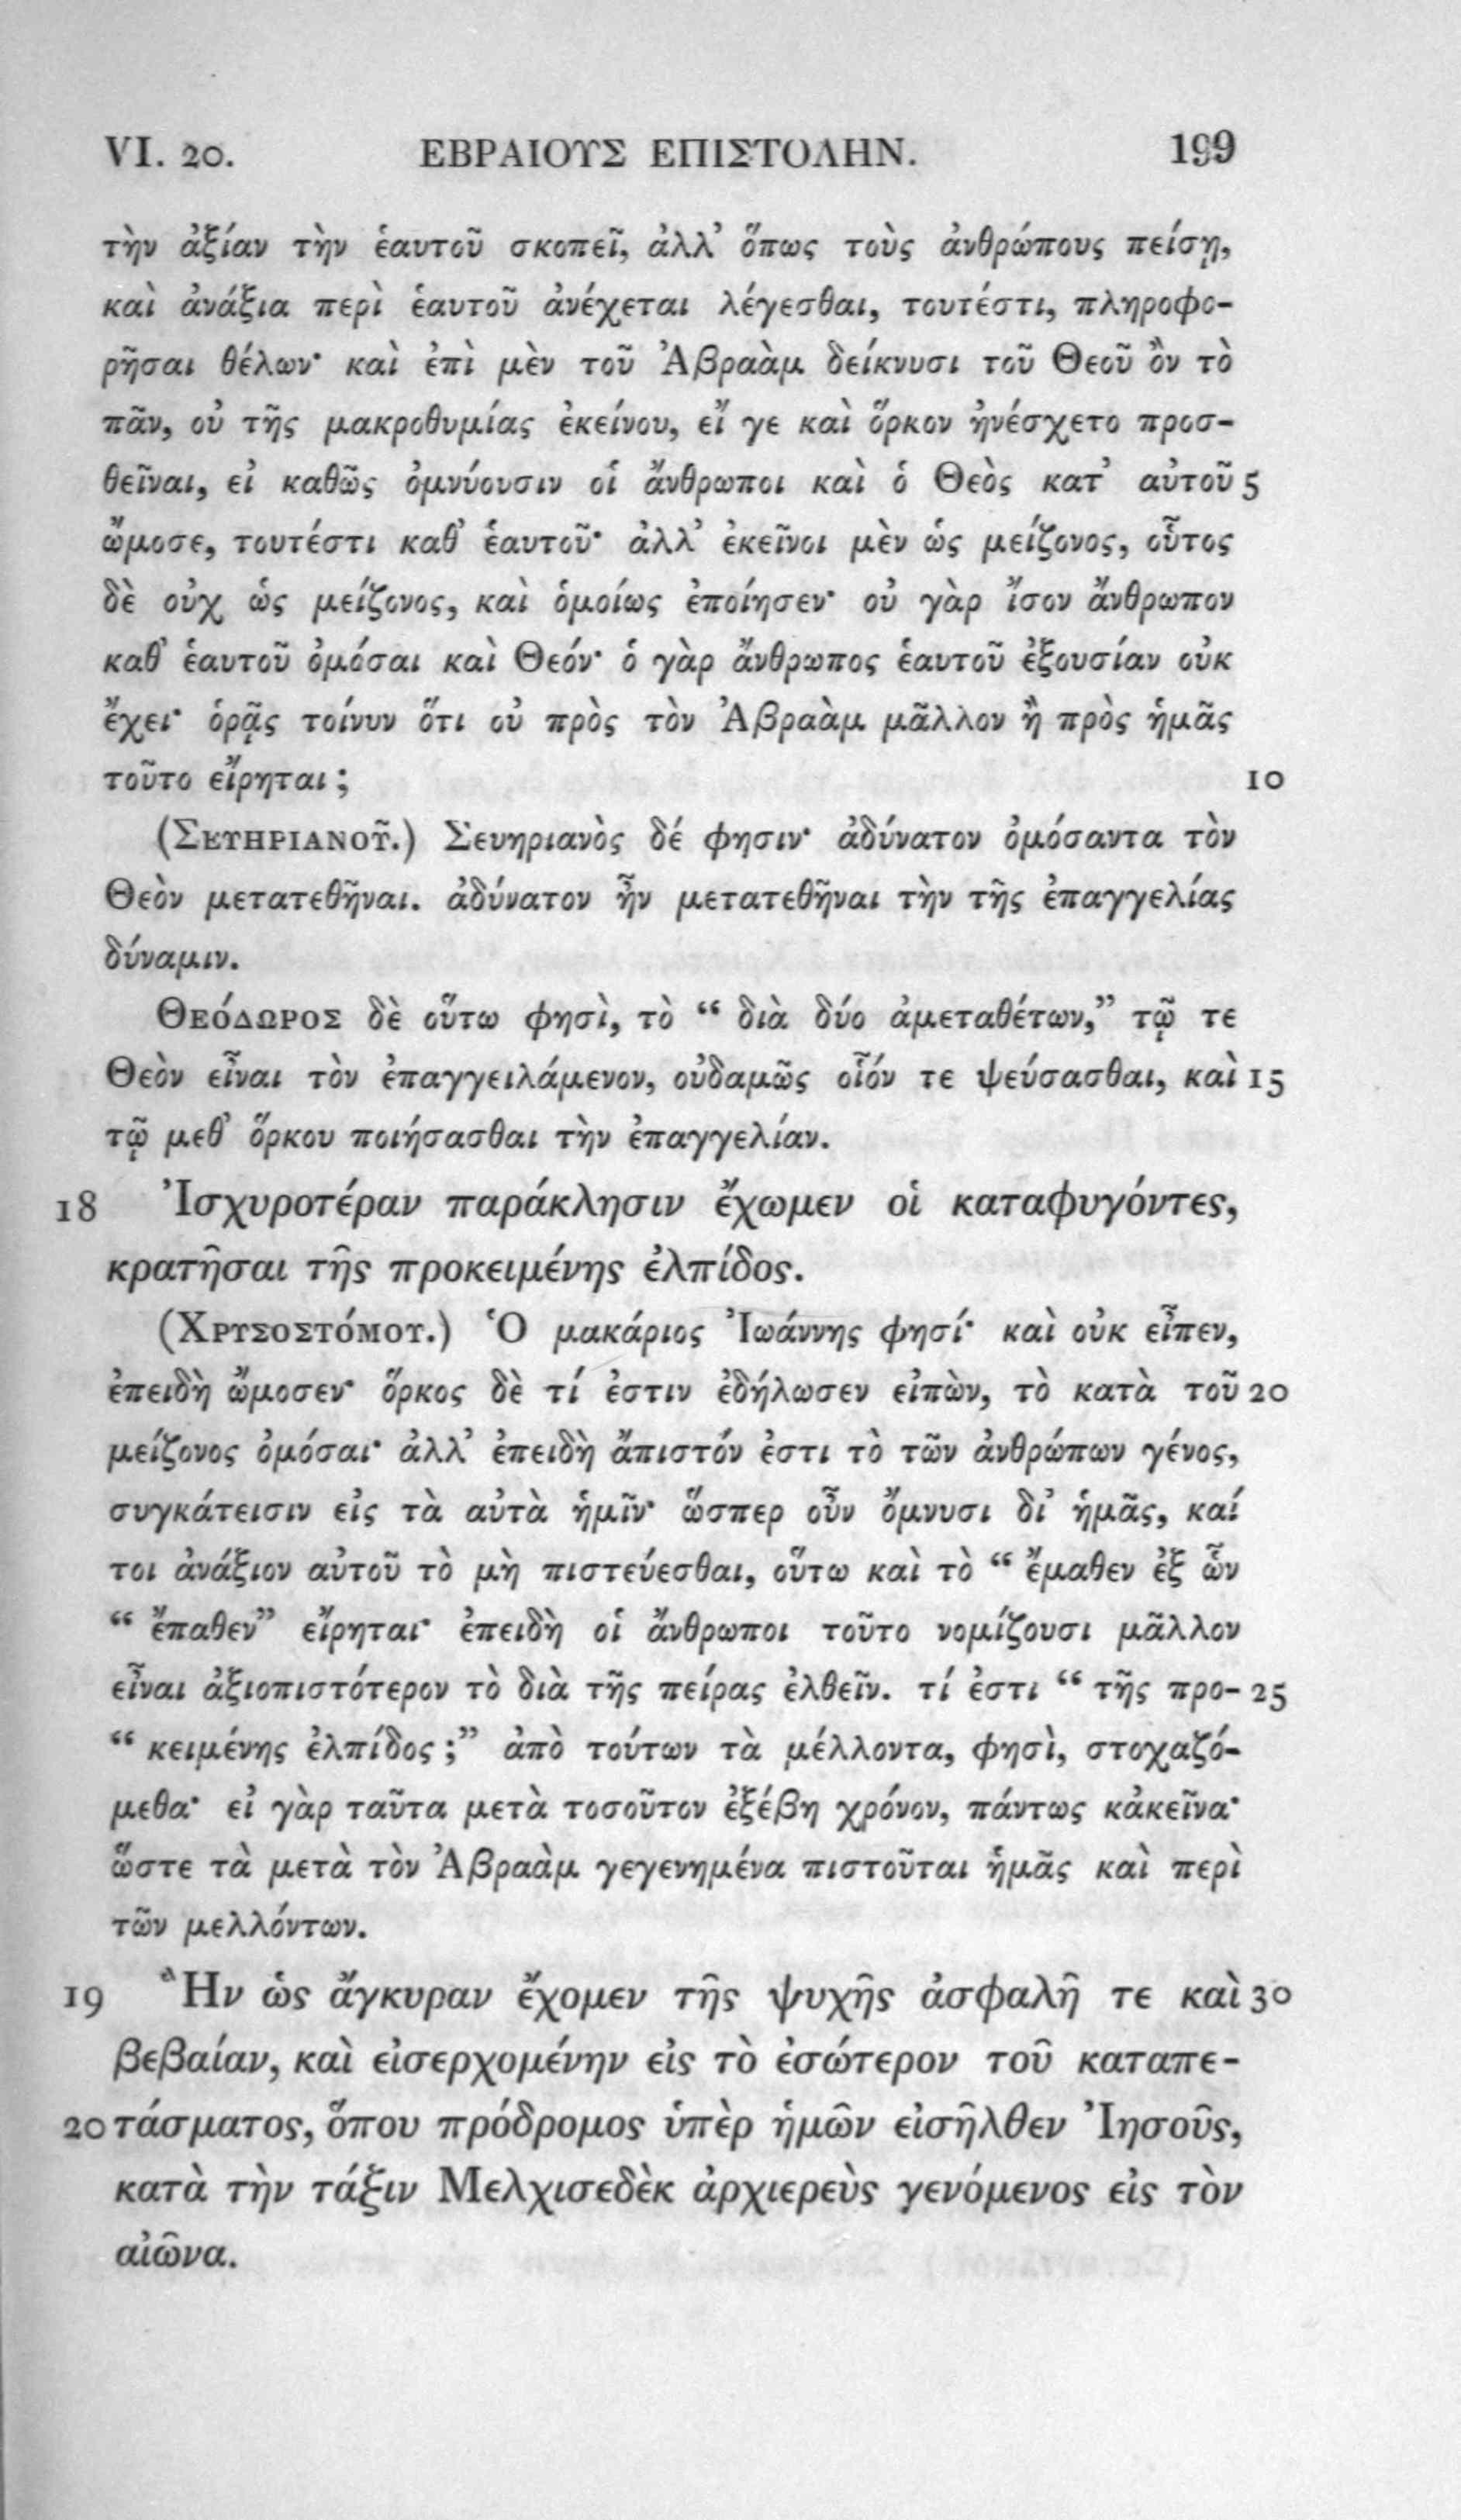 VI. 20. ΕΒΡΑΙΟΥΣ ΕΠΙΣΤΟΛΗΝ. 199
τὴν ἀξίαν τὴν ἑαυτοῦ σκοπεῖ, ἀλλ’ ὅπως τοὺς ἀνθρώπους πείσῃ,
καὶ ἀνάξια περὶ ἑαυτοῦ ἀνέχεται λέγεσθαι, τουτέστι, πληροφο-
ρῆσαι θέλων· καὶ ἐπὶ μὲν τοῦ Ἀβραὰμ δείκνυσι τοῦ Θεοῦ ὂν τὸ
πᾶν, οὐ τῆς μακροθυμίας ἐκείνου, εἴ γε καὶ ὅρκον ἠνέσχετο προσ-
θεῖναι, εἰ καθῶς ὀμνύουσιν οἱ ἄνθρωποι καὶ ὁ Θεὸς κατ’ αὐτοῦ 5
ὤμοσε, τουτέστι καθ’ ἑαυτοῦ· ἀλλ’ ἐκεῖνοι μὲν ὡς μείζονος, οὗτος
δὲ οὐχ ὡς μείζονος, καὶ ὁμοίως ἐποίησεν· οὐ γὰρ ἴσον ἄνθρωπον
καθ’ ἑαυτοῦ ὀμόσαι καὶ Θεόν· ὁ γὰρ ἄνθρωπος ἑαυτοῦ ἐξουσίαν οὐκ
ἔχει· ὁρᾷς τοίνυν ὅτι οὐ πρὸς τὸν Ἀβραὰμ μᾶλλον ἢ πρὸς ἡμᾶς
τοῦτο εἴρηται; 10
(ΣΕΥΗΡΙΑΝΟῦ.) Σευηριανὸς δέ φησιν· ἀδύνατον ὀμόσαντα τὸν
Θεὸν μετατεθῆναι. ἀδύνατον ἦν μετατεθῆναι τὴν τῆς ἐπαγγελίας
δύναμιν.
ΘΕόΔΩΡΟΣ δὲ οὕτω φησὶ, τὸ “ διὰ δύο ἀμεταθέτων,” τῷ τε
Θεὸν εἶναι τὸν ἐπαγγειλάμενον, οὐδαμῶς οἷόν τε ψεύσασθαι, καὶ 15
τῷ μεθ’ ὅρκου ποιήσασθαι τὴν ἐπαγγελίαν.
18 Ἰσχυροτέραν παράκλησιν ἔχωμεν οἱ καταφυγόντες,
κρατῆσαι τῆς προκειμένης ἐλπίδος.
(ΧΡΥΣΟΣΤόΜΟΥ.) Ὁ μακάριος Ἰωάννης φησί· καὶ οὐκ εἶπεν,
ἐπειδὴ ὤμοσεν· ὅρκος δὲ τί ἐστιν ἐδήλωσεν εἰπὼν, τὸ κατὰ τοῦ 20
μείζονος ὀμόσαι· ἀλλ’ ἐπειδὴ ἄπιστόν ἐστι τὸ τῶν ἀνθρώπων γένος,
συγκάτεισιν εἰς τὰ αὐτὰ ἡμῖν· ὥσπερ οὖν ὄμνυσι δι’ ἡμᾶς, καί
τοι ἀνάξιον αὐτοῦ τὸ μὴ πιστεύεσθαι, οὕτω καὶ τὸ “ ἔμαθεν ἐξ ὧν
“ ἔπαθεν” εἴρηται· ἐπειδὴ οἱ ἄνθρωποι τοῦτο νομίζουσι μᾶλλον
εἶναι ἀξιοπιστότερον τὸ διὰ τῆς πείρας ἐλθεῖν. τί ἐστι “ τῆς προ- 25
“ κειμένης ἐλπίδος;” ἀπὸ τούτων τὰ μέλλοντα, φησὶ, στοχαζό-
μεθα· εἰ γὰρ ταῦτα μετὰ τοσοῦτον ἐξέβη χρόνον, πάντως κἀκεῖνα·
ὥστε τὰ μετὰ τὸν Ἀβραὰμ γεγενημένα πιστοῦται ἡμᾶς καὶ περὶ
τῶν μελλόντων.
19 Ἣν ὡς ἄγκυραν ἔχομεν τῆς ψυχῆς ἀσφαλῆ τε καὶ 30
βεβαίαν, καὶ εἰσερχομένην εἰς τὸ ἐσώτερον τοῦ καταπε-
20 τάσματος, ὅπου πρόδρομος ὑπὲρ ἡμῶν εἰσῆλθεν Ἰησοῦς,
κατὰ τὴν τάξιν Μελχισεδὲκ ἀρχιερεὺς γενόμενος εἰς τὸν
αἰῶνα.